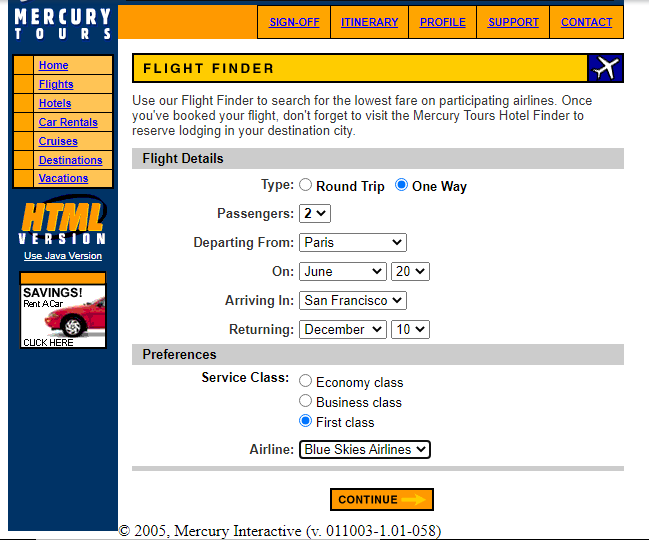 MERCURY
TOURS
SIGN-OFF ITINERARY PROFILE SUPPORT CONTACT
Home
Flights
Hotels
Car Rentals
Cruises
Destinations
Vacations
HTML
VERSION
Use Java Version
SAVINGS!
Rent A Car
CLICK HERE
FLIGHT FINDER
Use our Flight Finder to search for the lowest fare on participating airlines. Once
you've booked your flight, don't forget to visit the Mercury Tours Hotel Finder to
reserve lodging in your destination city.
Flight Details
Type: Round Trip One Way
Passengers: 2
Departing From: Paris
On: June 20
Arriving In: San Francisco
Returning: December 10
Preferences
Service Class: Economy class
Business class
First class
Airline: Blue Skies Airlines
CONTINUE
© 2005, Mercury Interactive (v. 011003-1.01-058)